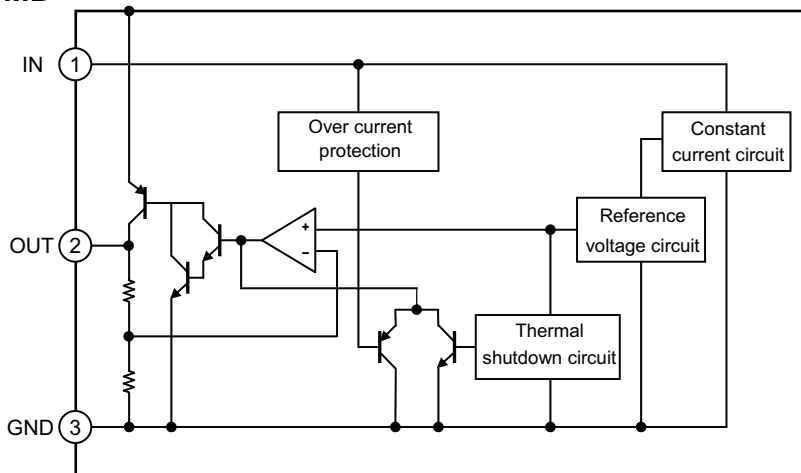 IN 1
Over current
protection
Constant
current circuit
Reference
voltage circuit
OUT 2
+
-
Thermal
shutdown circuit
GND 3